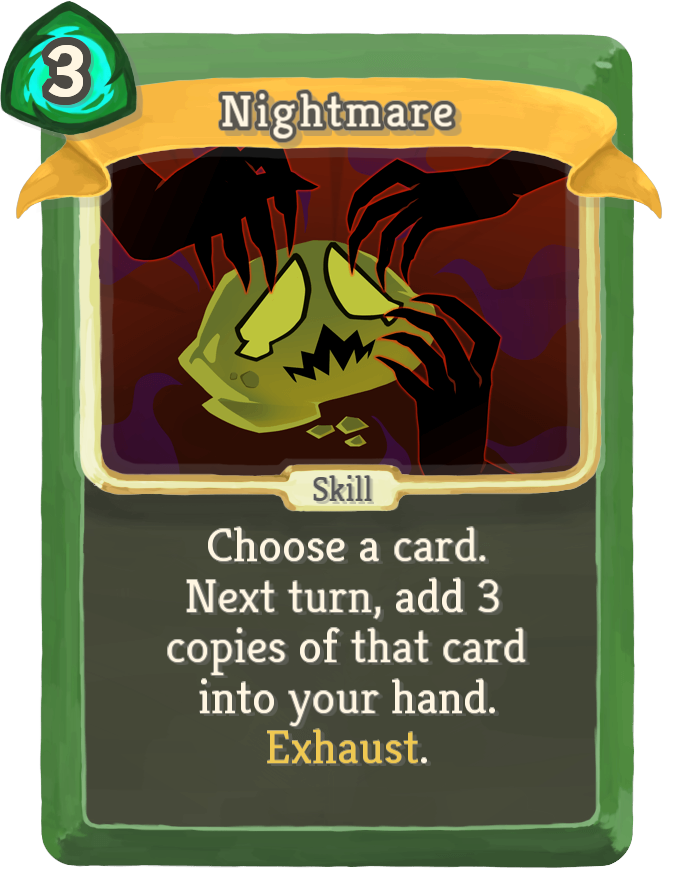 3
Nightmare
Skill
Choose a card.
Next turn, add 3
copies of that card
into your hand.
Exhaust.